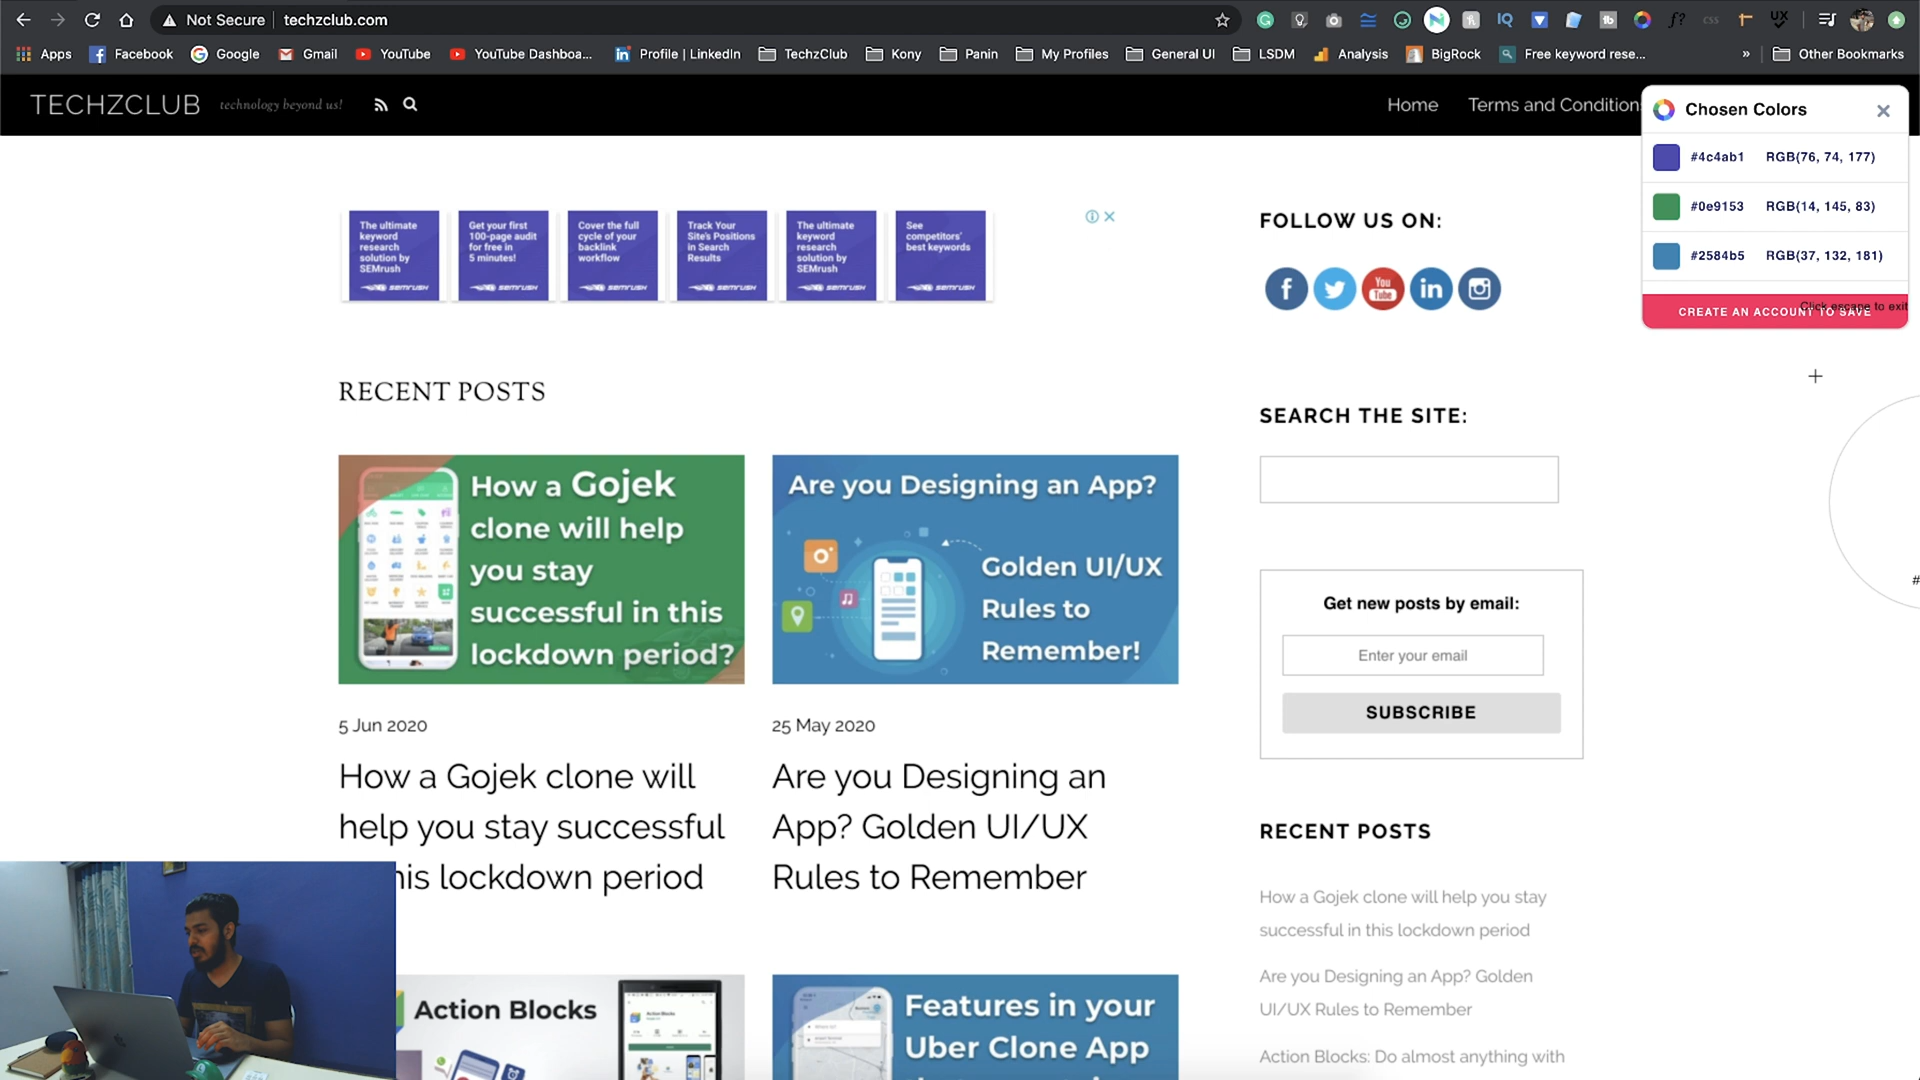 Not Secure
techzclub.com
Apps
Facebook
Google
Gmail
YouTube
YouTube Dashboa...
Profile | LinkedIn
TechzClub
Kony
Panin
My Profiles
General UI
LSDM
Analysis
BigRock
Free keyword rese...
»
Other Bookmarks
TECHZCLUB
technology beyond us!
Home
Terms and Condition
Chosen Colors
#4c4ab1 RGB(76, 74, 177)
#0e9153 RGB(14, 145, 83)
#2584b5 RGB(37, 132, 181)
CREATE AN ACCOUNT TO SAVE
Click escape to exit
#
The ultimate
keyword
research
solution by
SEMrush
semrush
Get your first
100-page audit
for free in
5 minutes!
semrush
Cover the full
cycle of your
backlink
workflow
semrush
Track Your
Site's Positions
in Search
Results
semrush
The ultimate
keyword
research
solution by
SEMrush
semrush
See
competitors'
best keywords
semrush
FOLLOW US ON:
You
Tube
in
RECENT POSTS
How a Gojek
clone will help
you stay
successful in this
lockdown period?
5 Jun 2020
How a Gojek clone will
help you stay successful
his lockdown period
Are you Designing an App?
Golden UI/UX
Rules to
Remember!
25 May 2020
Are you Designing an
App? Golden UI/UX
Rules to Remember
Action Blocks
Action Blocks
Features in your
Uber Clone App
SEARCH THE SITE:
Get new posts by email:
Enter your email
SUBSCRIBE
RECENT POSTS
How a Gojek clone will help you stay
successful in this lockdown period
Are you Designing an App? Golden
UI/UX Rules to Remember
Action Blocks: Do almost anything with